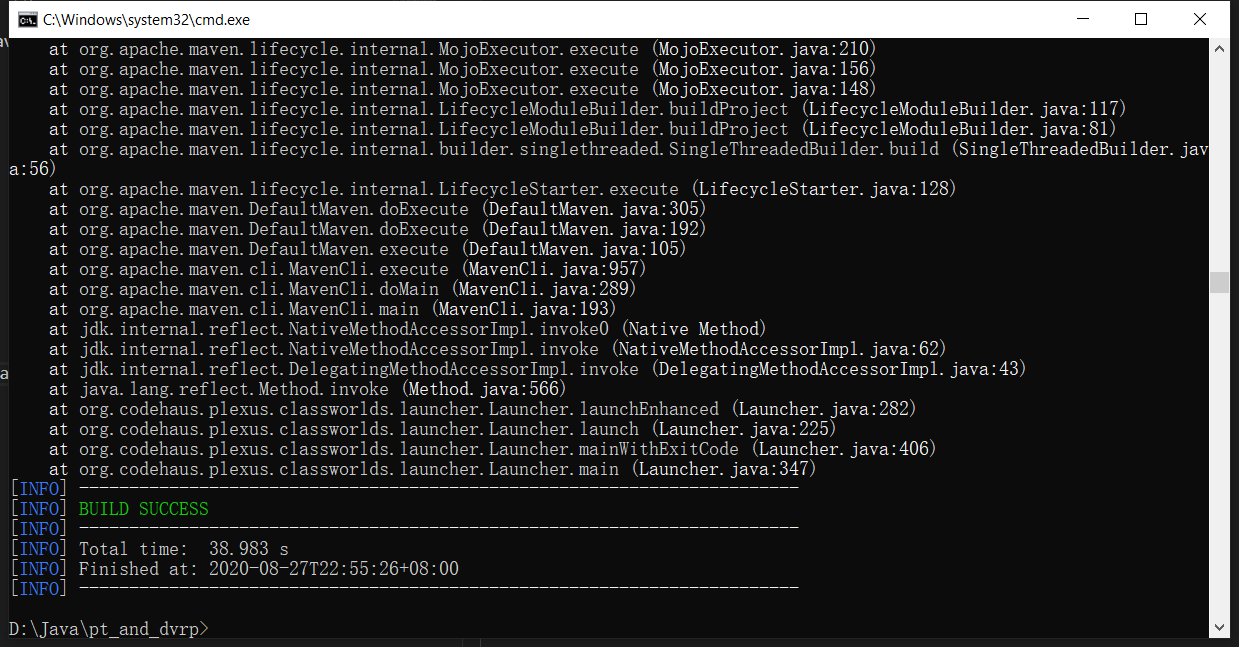 C:\Windows\system32\cmd.exe
at org.apache.maven.lifecycle.internal.MojoExecutor.execute (MojoExecutor.java:210)
at org.apache.maven.lifecycle.internal.MojoExecutor.execute (MojoExecutor.java:156)
at org.apache.maven.lifecycle.internal.MojoExecutor.execute (MojoExecutor.java:148)
at org.apache.maven.lifecycle.internal.LifecycleModuleBuilder.buildProject (LifecycleModuleBuilder.java:117)
at org.apache.maven.lifecycle.internal.LifecycleModuleBuilder.buildProject (LifecycleModuleBuilder.java:81)
at org.apache.maven.lifecycle.internal.builder.singlethreaded.SingleThreadedBuilder.build (SingleThreadedBuilder.jav
a:56)
at org.apache.maven.lifecycle.internal.LifecycleStarter.execute (LifecycleStarter.java:128)
at org.apache.maven.DefaultMaven.doExecute (DefaultMaven.java:305)
at org.apache.maven.DefaultMaven.doExecute (DefaultMaven.java:192)
at org.apache.maven.DefaultMaven.execute (DefaultMaven.java:105)
at org.apache.maven.cli.MavenCli.execute (MavenCli.java:957)
at org.apache.maven.cli.MavenCli.doMain (MavenCli.java:289)
at org.apache.maven.cli.MavenCli.main (MavenCli.java:193)
at jdk.internal.reflect.NativeMethodAccessorImpl.invoke0 (Native Method)
at jdk.internal.reflect.NativeMethodAccessorImpl.invoke (NativeMethodAccessorImpl.java:62)
at jdk.internal.reflect.DelegatingMethodAccessorImpl.invoke (DelegatingMethodAccessorImpl.java:43)
at java.lang.reflect.Method.invoke (Method.java:566)
at org.codehaus.plexus.classworlds.launcher.Launcher.launchEnhanced (Launcher.java:282)
at org.codehaus.plexus.classworlds.launcher.Launcher.launch (Launcher.java:225)
at org.codehaus.plexus.classworlds.launcher.Launcher.mainWithExitCode (Launcher.java:406)
at org.codehaus.plexus.classworlds.launcher.Launcher.main (Launcher.java:347)
[INFO] ------------------------------------------------------------------------
[INFO] BUILD SUCCESS
[INFO] ------------------------------------------------------------------------
[INFO] Total time:  38.983 s
[INFO] Finished at: 2020-08-27T22:55:26+08:00
[INFO] ------------------------------------------------------------------------
D:\Java\pt_and_dvrp>